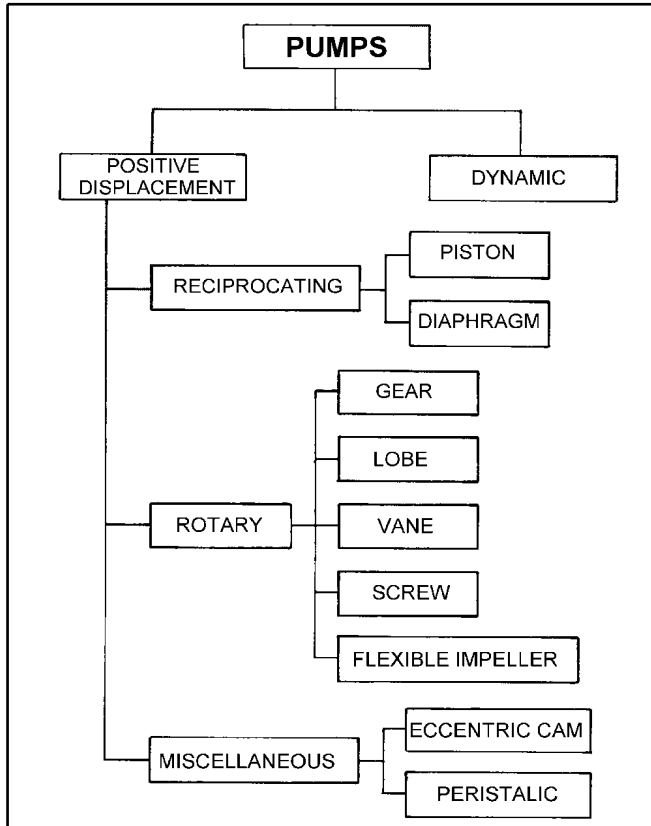 PUMPS
POSITIVE
DISPLACEMENT
DYNAMIC
RECIPROCATING
PISTON
DIAPHRAGM
ROTARY
GEAR
LOBE
VANE
SCREW
FLEXIBLE IMPELLER
MISCELLANEOUS
ECCENTRIC CAM
PERISTALIC